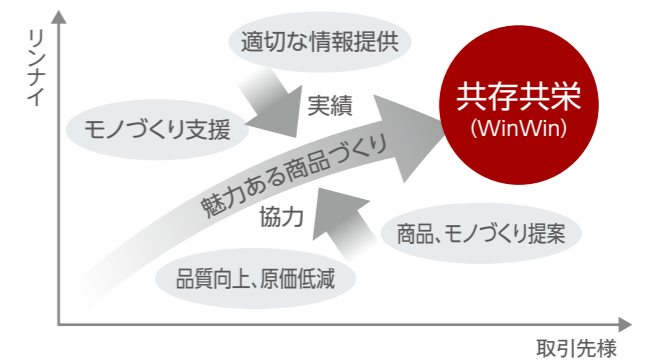 リンナイ
適切な情報提供
モノづくり支援
実績
共存共栄
(WinWin)
魅力ある商品づくり
協力
商品、モノづくり提案
品質向上、原価低減
取引先様